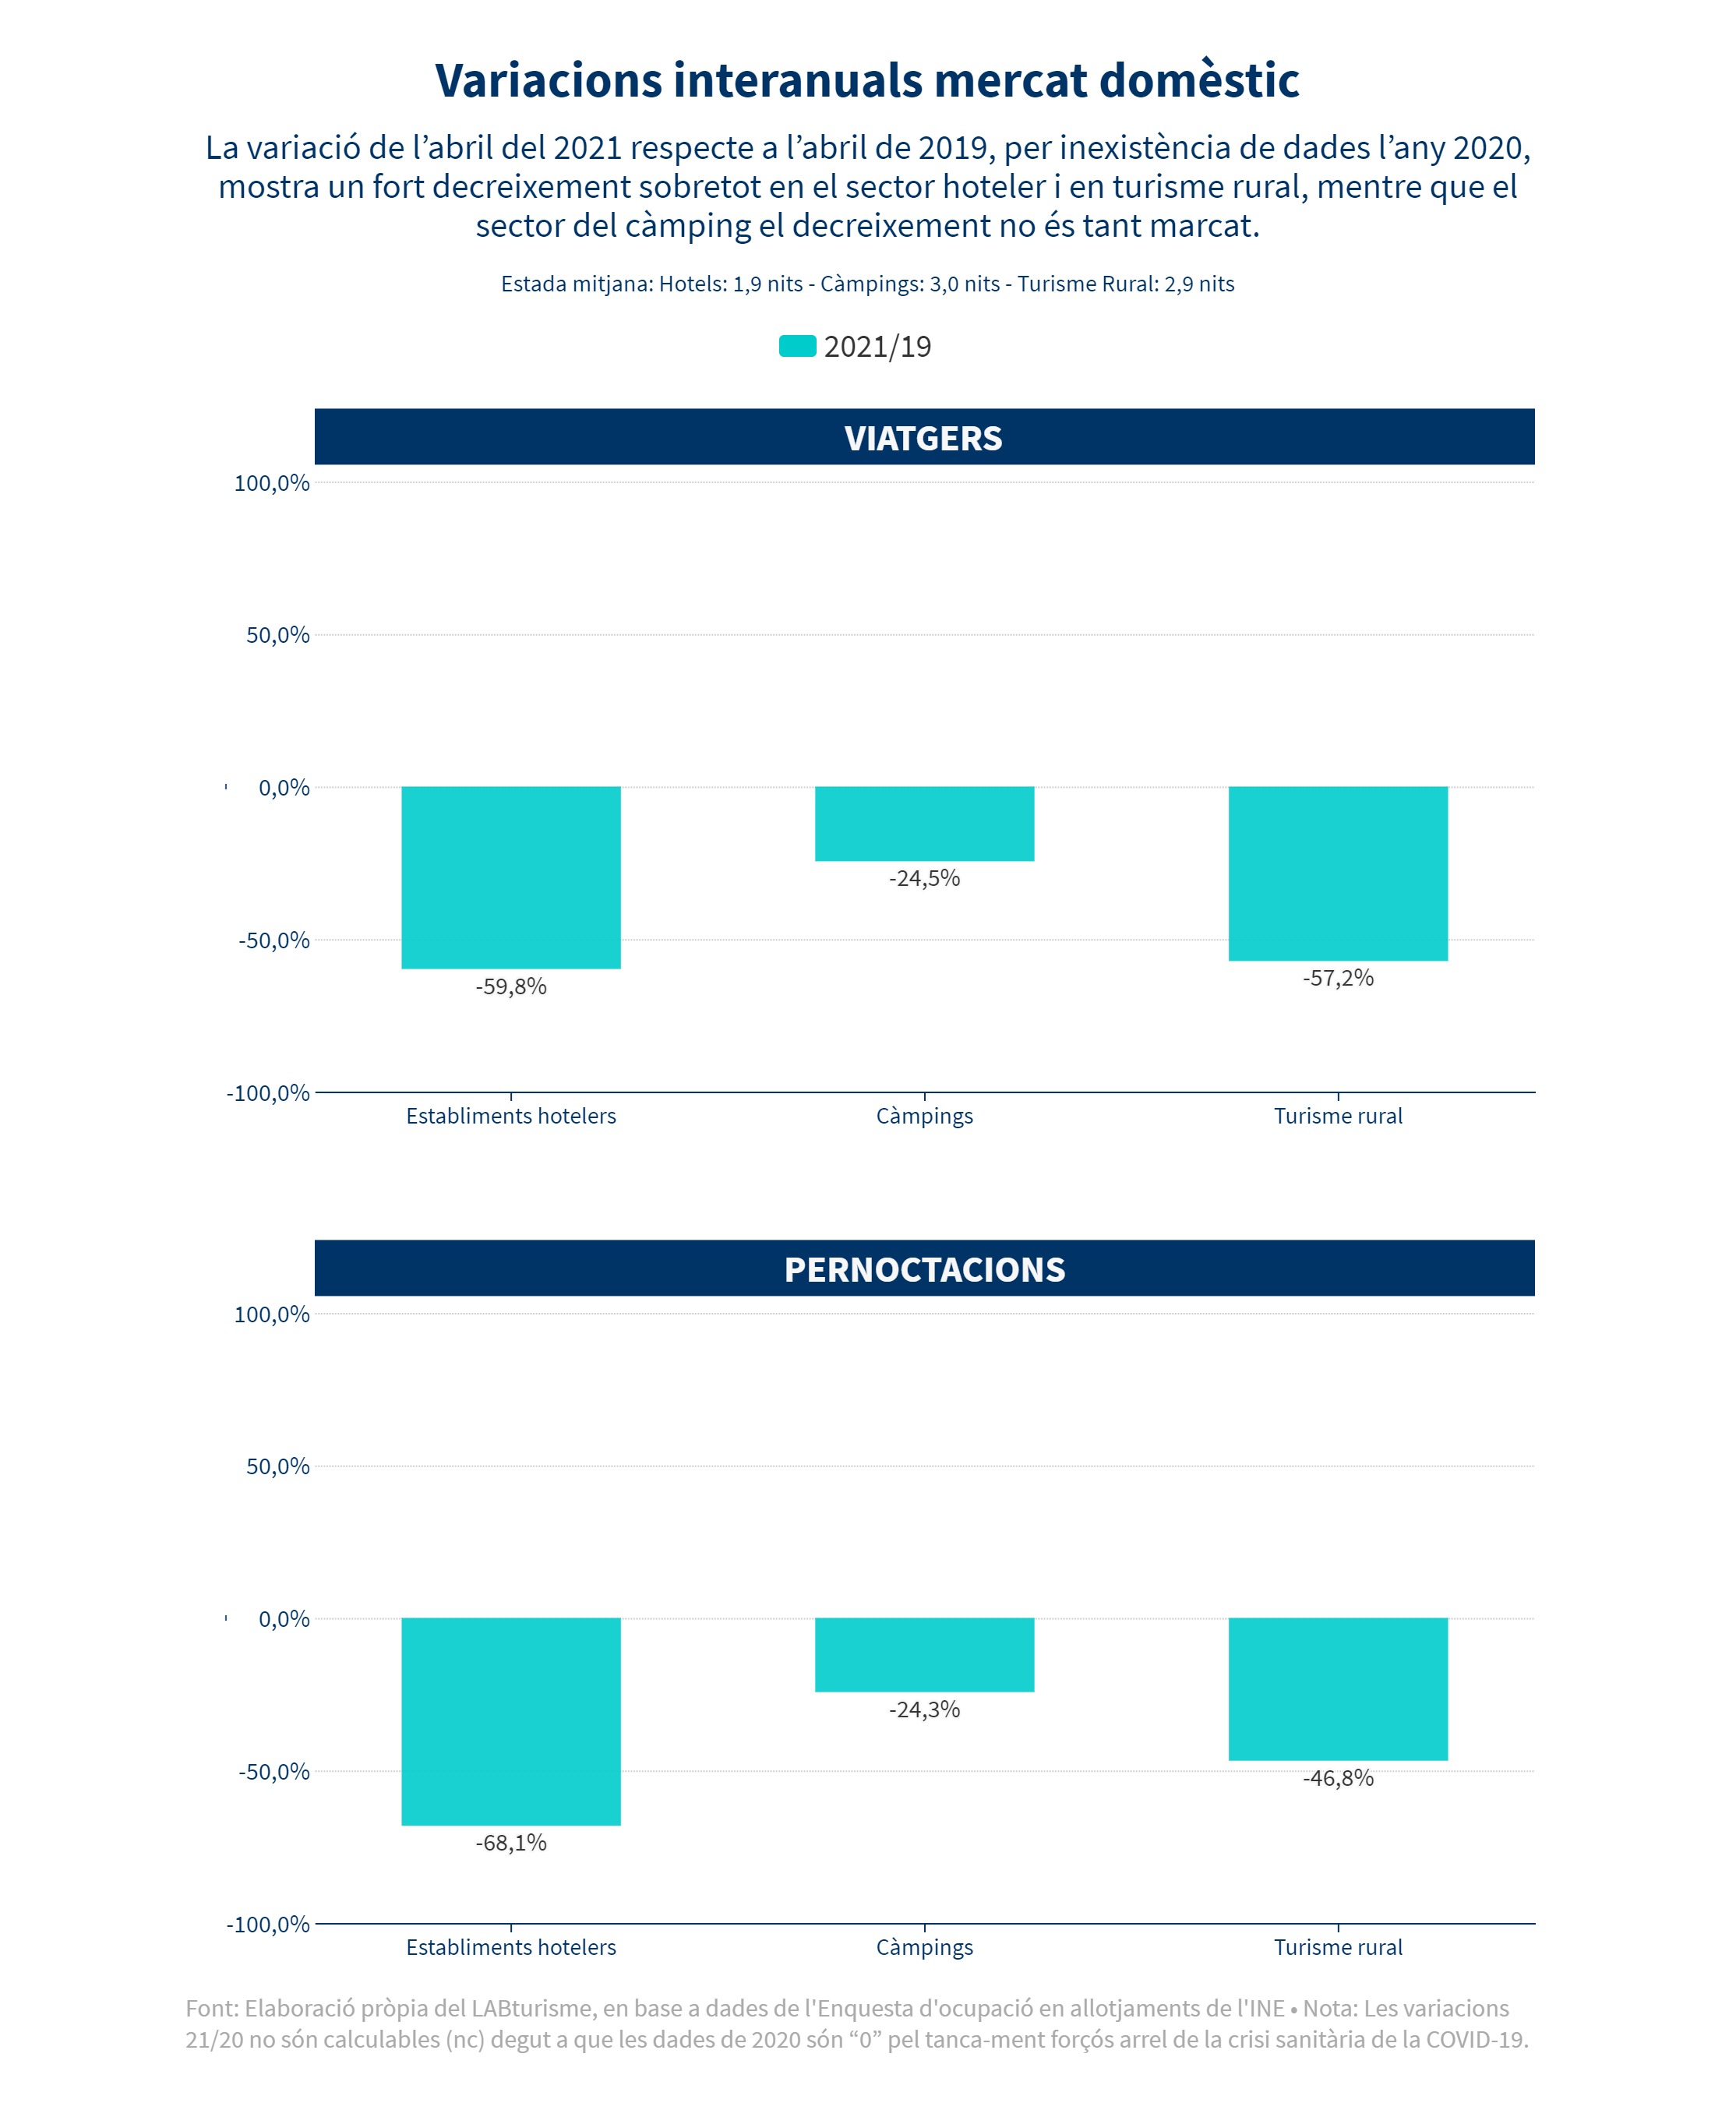 Variacions interanuals mercat domèstic
La variació de l’abril del 2021 respecte a l’abril de 2019, per inexistència de dades l’any 2020,
mostra un fort decreixement sobretot en el sector hoteler i en turisme rural, mentre que el
sector del càmping el decreixement no és tant marcat.
Estada mitjana: Hotels: 1,9 nits - Càmpings: 3,0 nits - Turisme Rural: 2,9 nits
2021/19
VIATGERS
100,0%
50,0%
0,0%
-24,5%
-50,0%
-59,8%
-57,2%
-100,0%
Establiments hotelers
Càmpings
Turisme rural
PERNOCTACIONS
100,0%
50,0%
0,0%
-24,3%
-50,0%
-46,8%
-68,1%
-100,0%
Establiments hotelers
Càmpings
Turisme rural
Font: Elaboració pròpia del LABturisme, en base a dades de l'Enquesta d'ocupació en allotjaments de l'INE • Nota: Les variacions
21/20 no són calculables (nc) degut a que les dades de 2020 són “0” pel tanca-ment forçós arrel de la crisi sanitària de la COVID-19.